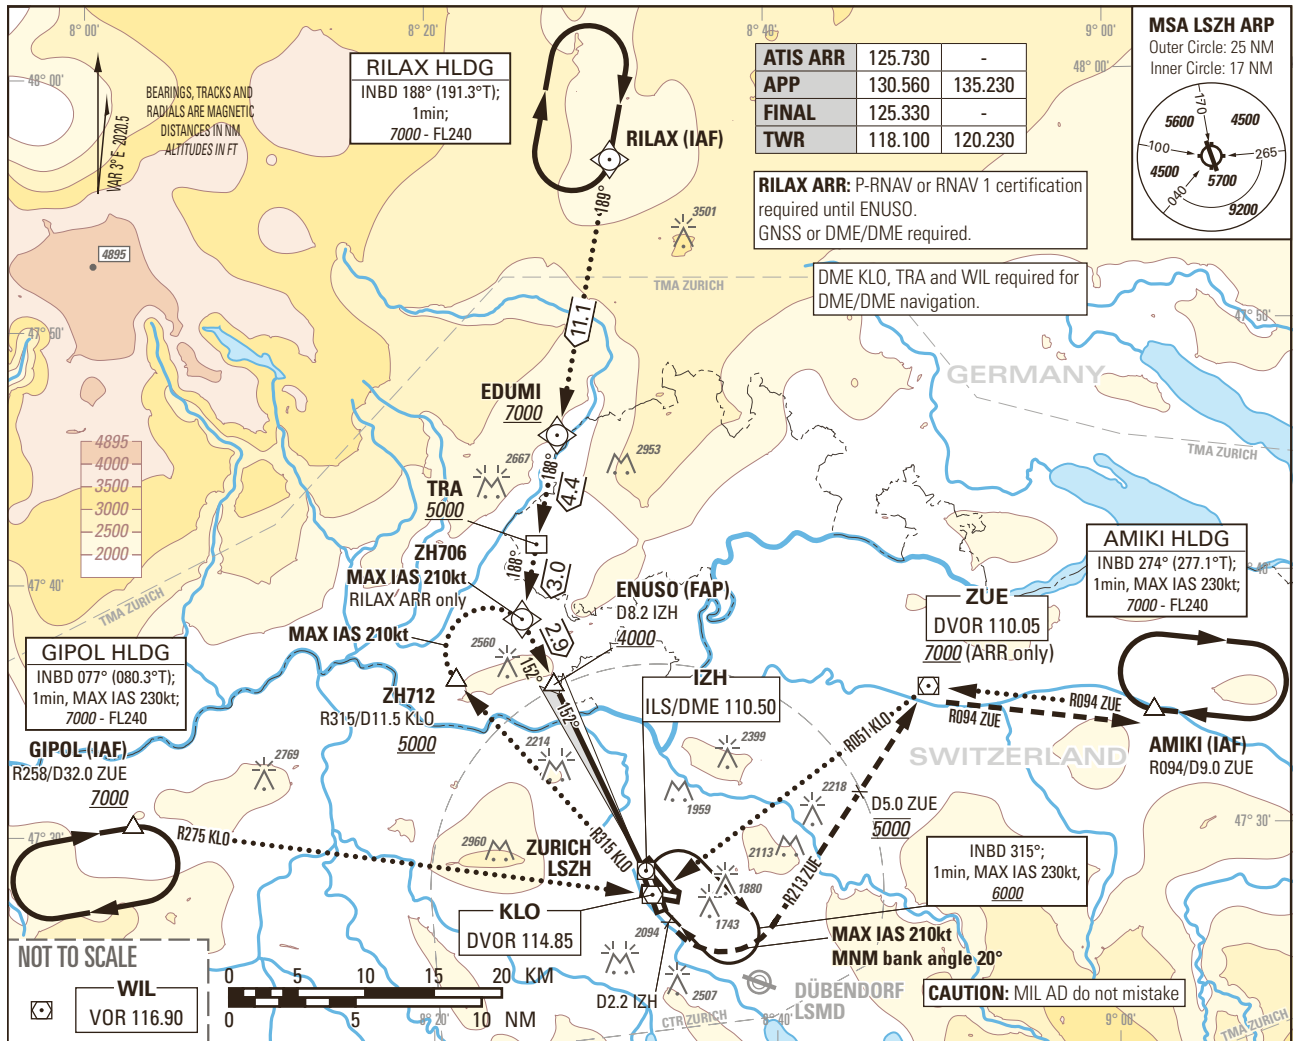 8° 00'
8° 20'
8° 40'
9° 00'
48° 00'
48° 00'
BEARINGS, TRACKS AND
RADIALS ARE MAGNETIC
DISTANCES IN NM
ALTITUDES IN FT
VAR 3° E 2020.5
RILAX HLDG
INBD 188° (191.3°T);
1min;
7000 - FL240
RILAX (IAF)
ATIS ARR 125.730 -
APP 130.560 135.230
FINAL 125.330 -
TWR 118.100 120.230
MSA LSZH ARP
Outer Circle: 25 NM
Inner Circle: 17 NM
170
5600
4500
100
265
4500
5700
040
9200
RILAX ARR: P-RNAV or RNAV 1 certification
required until ENUSO.
GNSS or DME/DME required.
DME KLO, TRA and WIL required for
DME/DME navigation.
189°
3501
4895
TMA ZURICH
11.1
47° 50'
47° 50'
GERMANY
EDUMI
7000
4895
4000
3500
3000
2500
2000
2667
2953
188°
4.4
TMA ZURICH
TRA
5000
ZH706
MAX IAS 210kt
RILAX ARR only
188°
3.0
AMIKI HLDG
INBD 274° (277.1°T);
1min, MAX IAS 230kt;
7000 - FL240
47° 40'
40'
TMA ZURICH
ENUSO (FAP)
D8.2 IZH
4000
ZUE
DVOR 110.05
7000 (ARR only)
MAX IAS 210kt
2.9
2560
152°
152°
GIPOL HLDG
INBD 077° (080.3°T);
1min, MAX IAS 230kt;
7000 - FL240
ZH712
R315/D11.5 KLO
5000
IZH
ILS/DME 110.50
R094 ZUE
R094 ZUE
R051 KLO
AMIKI (IAF)
R094/D9.0 ZUE
SWITZERLAND
GIPOL (IAF)
R258/D32.0 ZUE
7000
2769
2214
2399
1959
2218
D5.0 ZUE
5000
47° 30'
47° 30'
R275 KLO
R315 KLO
2960
ZURICH
LSZH
2113
R213 ZUE
1880
1743
INBD 315°;
1min, MAX IAS 230kt,
6000
KLO
DVOR 114.85
2094
MAX IAS 210kt
MNM bank angle 20°
NOT TO SCALE
WIL
VOR 116.90
0 5 10 15 20 KM
0 5 10 NM
D2.2 IZH
2507
DÜBENDORF
LSMD
CAUTION: MIL AD do not mistake
CTR ZURICH
TMA ZURICH
8° 20'
8° 40'
9° 00'